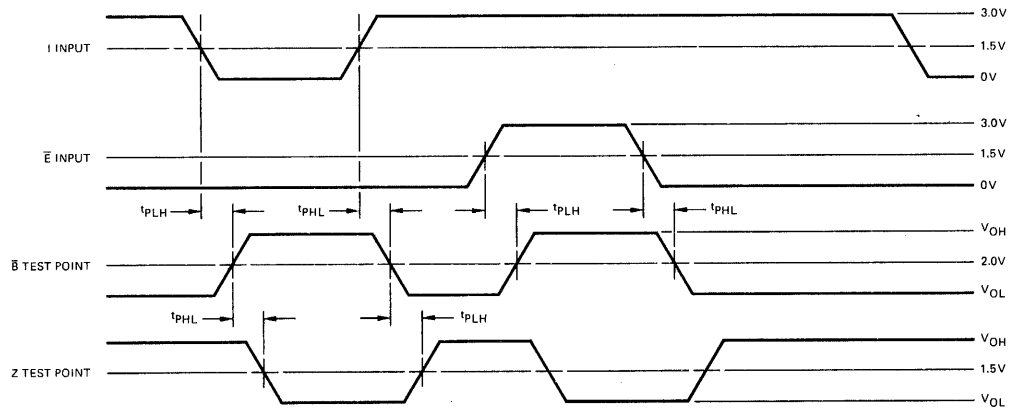 3.0V
I INPUT
1.5V
0V
3.0V
E̅ INPUT
1.5V
0V
tPLH
tPHL
tPLH
tPHL
VOH
B̅ TEST POINT
2.0V
VOL
tPHL
tPLH
VOH
Z TEST POINT
1.5V
VOL